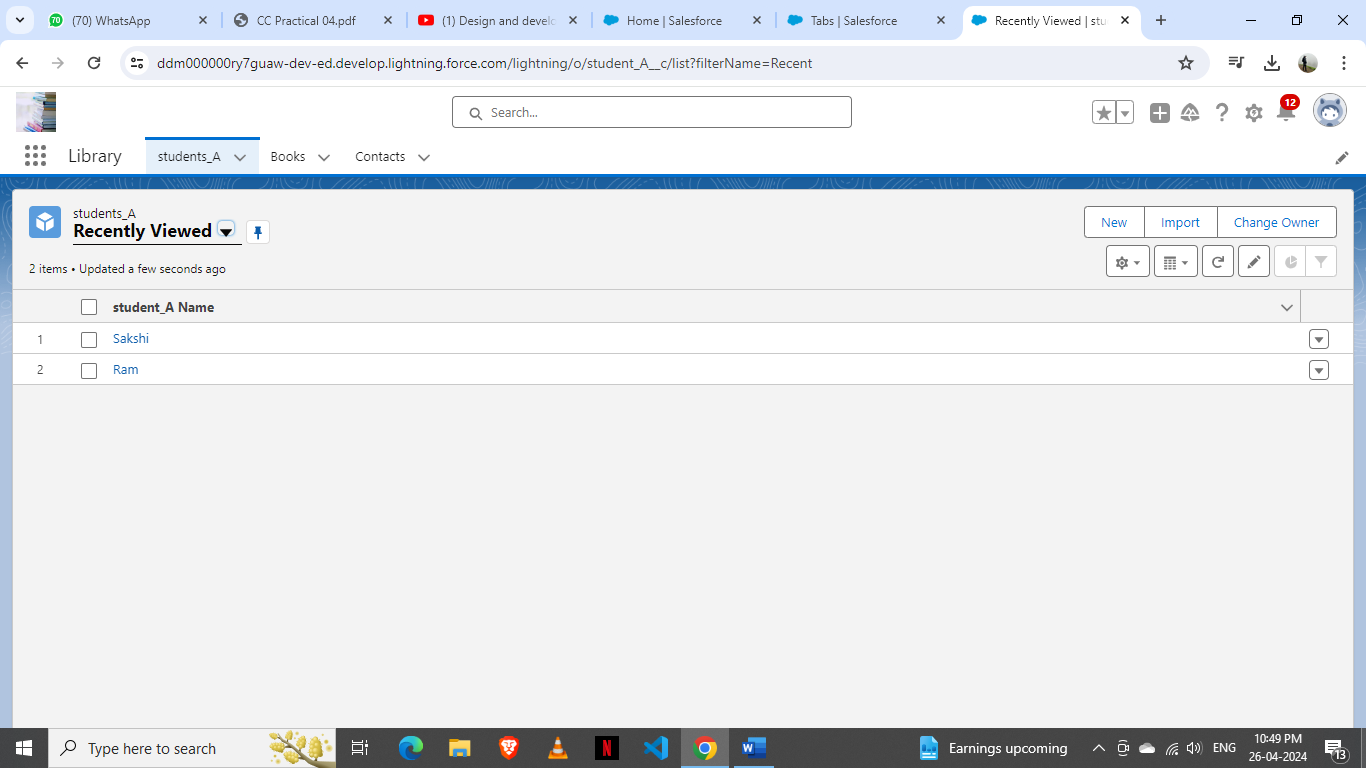 70 (70) WhatsApp
CC Practical 04.pdf
(1) Design and develo
Home | Salesforce
Tabs | Salesforce
Recently Viewed | stu
ddm000000ry7guaw-dev-ed.develop.lightning.force.com/lightning/o/student_A__c/list?filterName=Recent
Search...
12
Library
students_A
Books
Contacts
students_A
Recently Viewed
New
Import
Change Owner
2 items • Updated a few seconds ago
student_A Name
1 Sakshi
2 Ram
Type here to search
N
W
Earnings upcoming
ENG
10:49 PM
26-04-2024
13